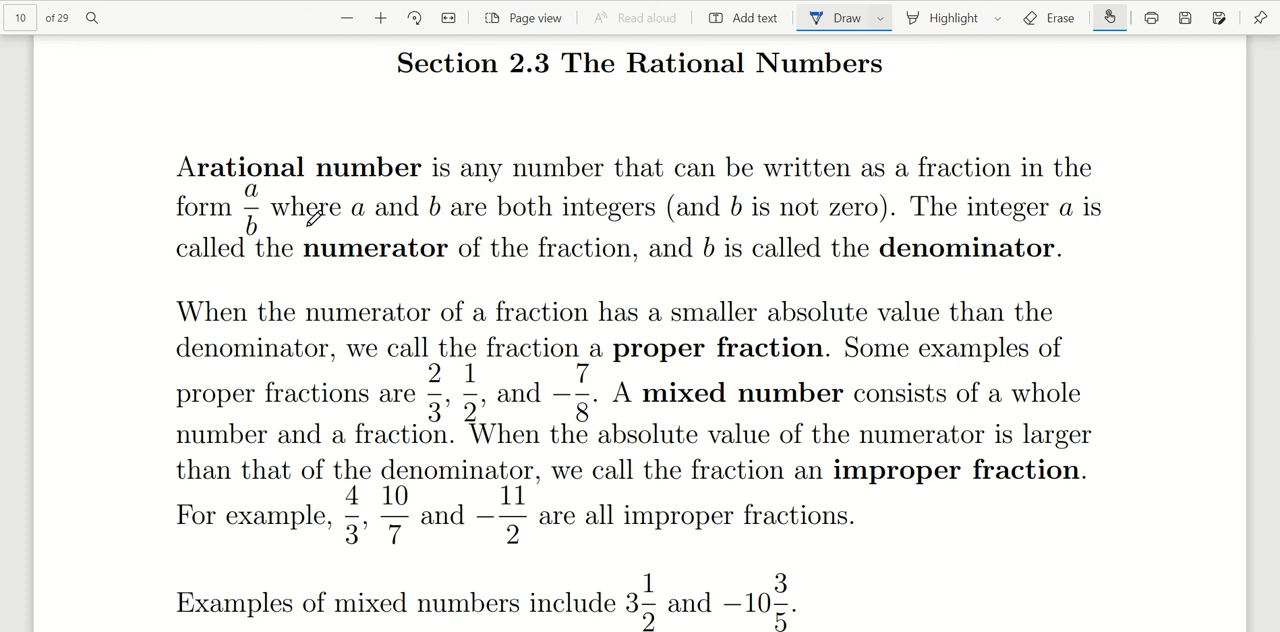 10 of 29 Page view Read aloud Add text Draw Highlight Erase
Section 2.3 The Rational Numbers
Arational number is any number that can be written as a fraction in the
form a/b where a and b are both integers (and b is not zero). The integer a is
called the numerator of the fraction, and b is called the denominator.
When the numerator of a fraction has a smaller absolute value than the
denominator, we call the fraction a proper fraction. Some examples of
proper fractions are 2/3, 1/2, and −7/8. A mixed number consists of a whole
number and a fraction. When the absolute value of the numerator is larger
than that of the denominator, we call the fraction an improper fraction.
For example, 4/3, 10/7 and −11/2 are all improper fractions.
Examples of mixed numbers include 3 1/2 and −10 3/5.